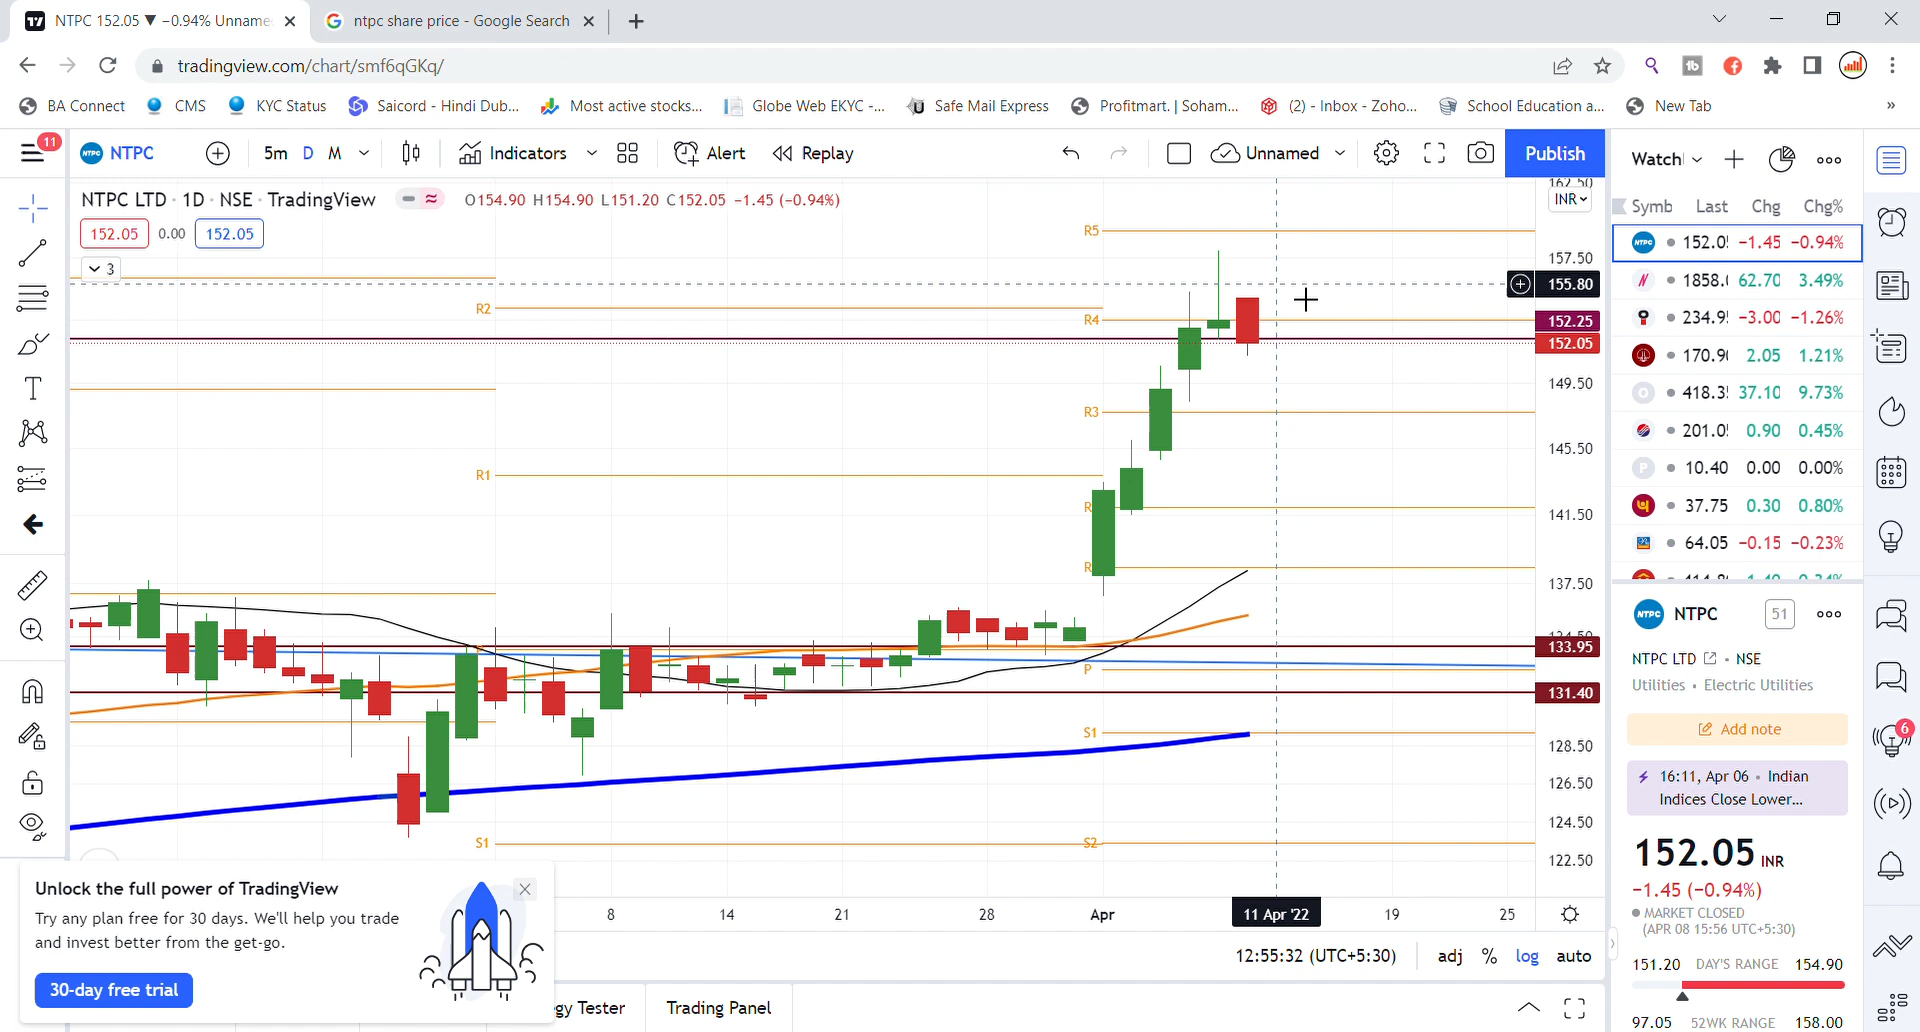 NTPC 152.05 ▼ −0.94% Unname
ntpc share price - Google Search
tradingview.com/chart/smf6qGKq/
BA Connect
CMS
KYC Status
Saicord - Hindi Dub...
Most active stocks...
Globe Web EKYC -...
Safe Mail Express
Profitmart. | Soham...
(2) - Inbox - Zoho...
School Education a...
New Tab
»
11
NTPC
5m D M
Indicators
Alert
Replay
Unnamed
Publish
NTPC LTD · 1D · NSE · TradingView
O154.90 H154.90 L151.20 C152.05 −1.45 (−0.94%)
152.05 0.00 152.05
3
INR
162.50
157.50
155.80
152.25
152.05
149.50
145.50
141.50
137.50
133.95
131.40
128.50
126.50
124.50
122.50
R5
R2
R4
R3
R1
R
R
P
S1
S1
S2
8 14 21 28 Apr 11 Apr '22 19 25
12:55:32 (UTC+5:30)
adj % log auto
Unlock the full power of TradingView
Try any plan free for 30 days. We'll help you trade
and invest better from the get-go.
30-day free trial
gy Tester
Trading Panel
Watchl
Symb Last Chg Chg%
NTPC 152.05 −1.45 −0.94%
1858.0 62.70 3.49%
234.95 −3.00 −1.26%
170.90 2.05 1.21%
418.35 37.10 9.73%
201.05 0.90 0.45%
P 10.40 0.00 0.00%
37.75 0.30 0.80%
64.05 −0.15 −0.23%
NTPC NTPC 51
NTPC LTD • NSE
Utilities • Electric Utilities
Add note
16:11, Apr 06 • Indian
Indices Close Lower...
152.05 INR
−1.45 (−0.94%)
MARKET CLOSED
(APR 08 15:56 UTC+5:30)
151.20 DAY'S RANGE 154.90
97.05 52WK RANGE 158.00
6